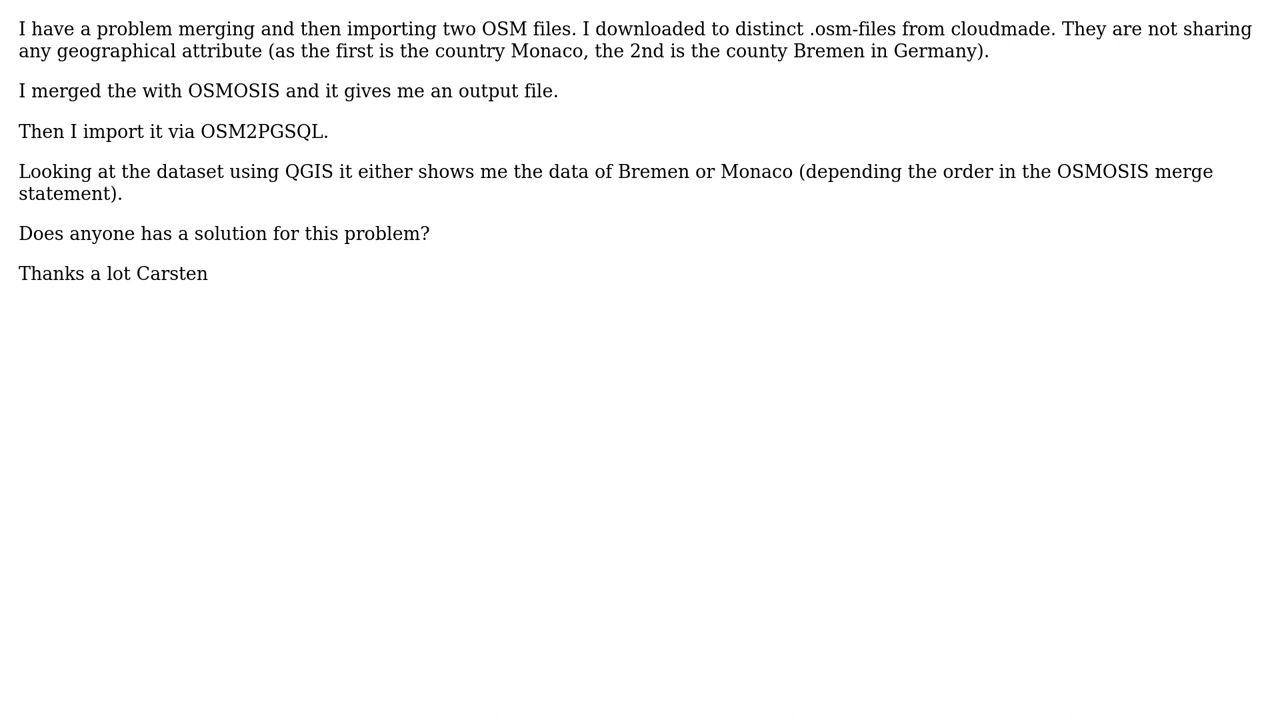 I have a problem merging and then importing two OSM files. I downloaded to distinct .osm-files from cloudmade. They are not sharing
any geographical attribute (as the first is the country Monaco, the 2nd is the county Bremen in Germany).
I merged the with OSMOSIS and it gives me an output file.
Then I import it via OSM2PGSQL.
Looking at the dataset using QGIS it either shows me the data of Bremen or Monaco (depending the order in the OSMOSIS merge
statement).
Does anyone has a solution for this problem?
Thanks a lot Carsten